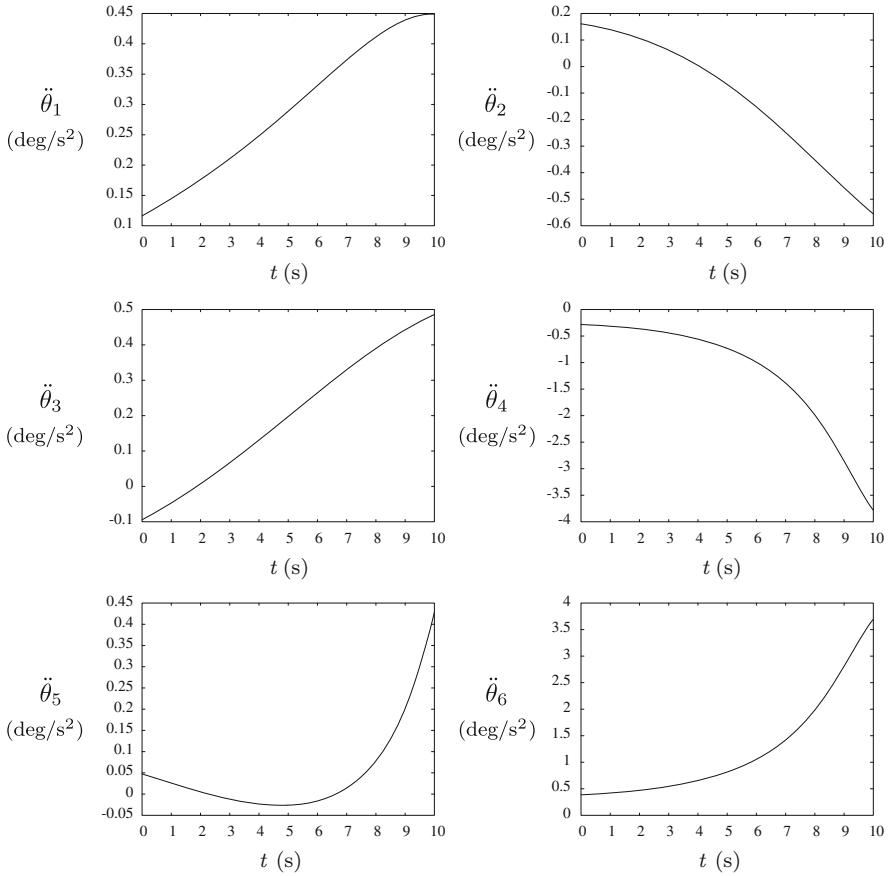 0.45
0.4
0.35
0.3
0.25
0.2
0.15
0.1
θ̈₁
(deg/s²)
0 1 2 3 4 5 6 7 8 9 10
t (s)
0.2
0.1
0
-0.1
-0.2
-0.3
-0.4
-0.5
-0.6
θ̈₂
(deg/s²)
0 1 2 3 4 5 6 7 8 9 10
t (s)
0.5
0.4
0.3
0.2
0.1
0
-0.1
θ̈₃
(deg/s²)
0 1 2 3 4 5 6 7 8 9 10
t (s)
0
-0.5
-1
-1.5
-2
-2.5
-3
-3.5
-4
θ̈₄
(deg/s²)
0 1 2 3 4 5 6 7 8 9 10
t (s)
0.45
0.4
0.35
0.3
0.25
0.2
0.15
0.1
0.05
0
-0.05
θ̈₅
(deg/s²)
0 1 2 3 4 5 6 7 8 9 10
t (s)
4
3.5
3
2.5
2
1.5
1
0.5
0
θ̈₆
(deg/s²)
0 1 2 3 4 5 6 7 8 9 10
t (s)